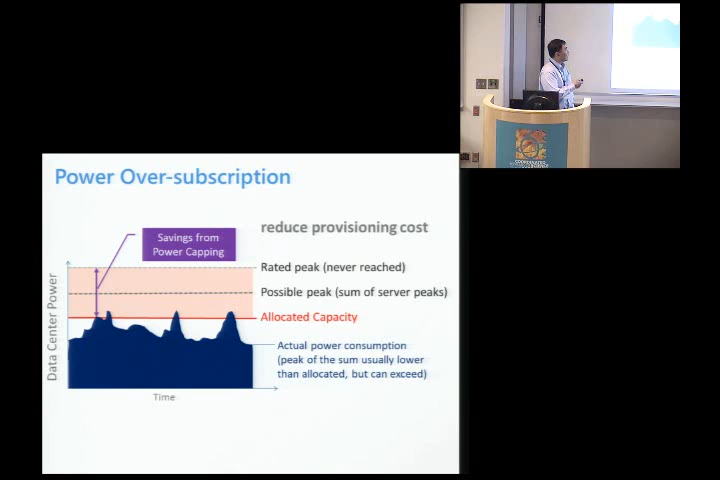 Power Over-subscription
reduce provisioning cost
Savings from
Power Capping
Rated peak (never reached)
Possible peak (sum of server peaks)
Allocated Capacity
Actual power consumption
(peak of the sum usually lower
than allocated, but can exceed)
Data Center Power
Time
COORDINATED